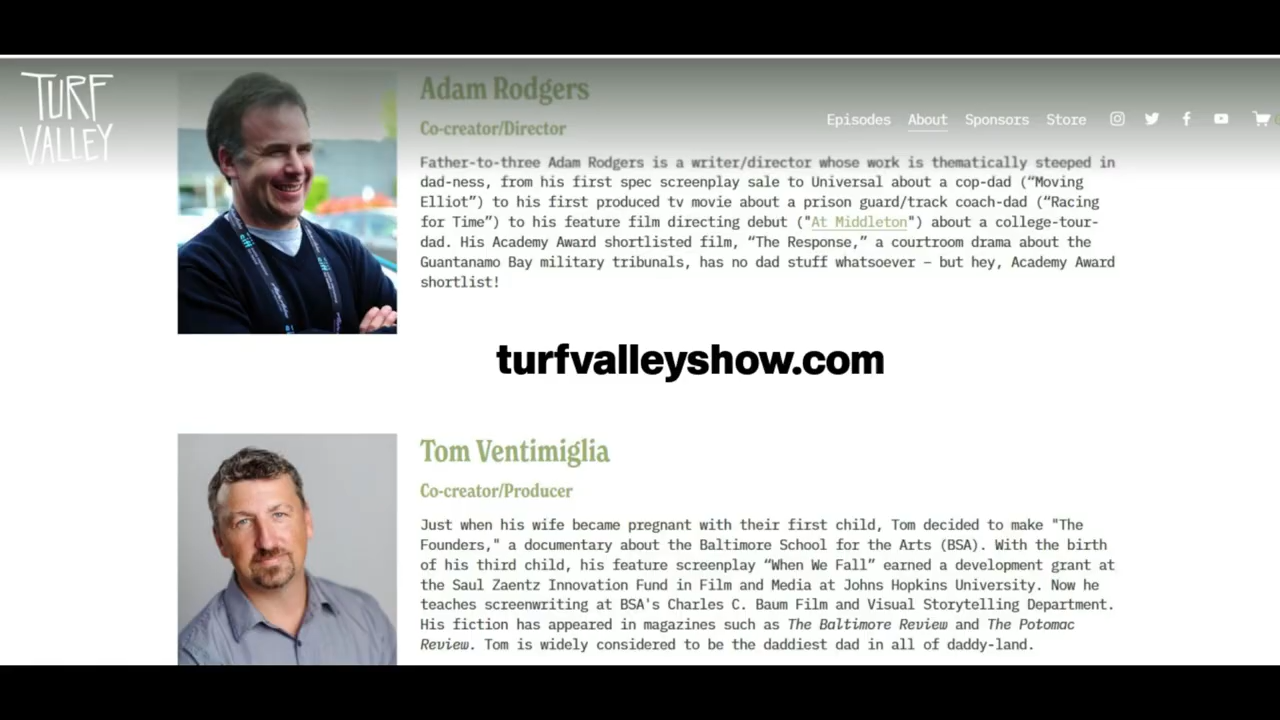 TURF
VALLEY
Episodes About Sponsors Store
Adam Rodgers
Co-creator/Director
Father-to-three Adam Rodgers is a writer/director whose work is thematically steeped in
dad-ness, from his first spec screenplay sale to Universal about a cop-dad (“Moving
Elliot”) to his first produced tv movie about a prison guard/track coach-dad (“Racing
for Time”) to his feature film directing debut ("At Middleton") about a college-tour-
dad. His Academy Award shortlisted film, “The Response,” a courtroom drama about the
Guantanamo Bay military tribunals, has no dad stuff whatsoever – but hey, Academy Award
shortlist!
turfvalleyshow.com
Tom Ventimiglia
Co-creator/Producer
Just when his wife became pregnant with their first child, Tom decided to make "The
Founders," a documentary about the Baltimore School for the Arts (BSA). With the birth
of his third child, his feature screenplay “When We Fall” earned a development grant at
the Saul Zaentz Innovation Fund in Film and Media at Johns Hopkins University. Now he
teaches screenwriting at BSA's Charles C. Baum Film and Visual Storytelling Department.
His fiction has appeared in magazines such as The Baltimore Review and The Potomac
Review. Tom is widely considered to be the daddiest dad in all of daddy-land.